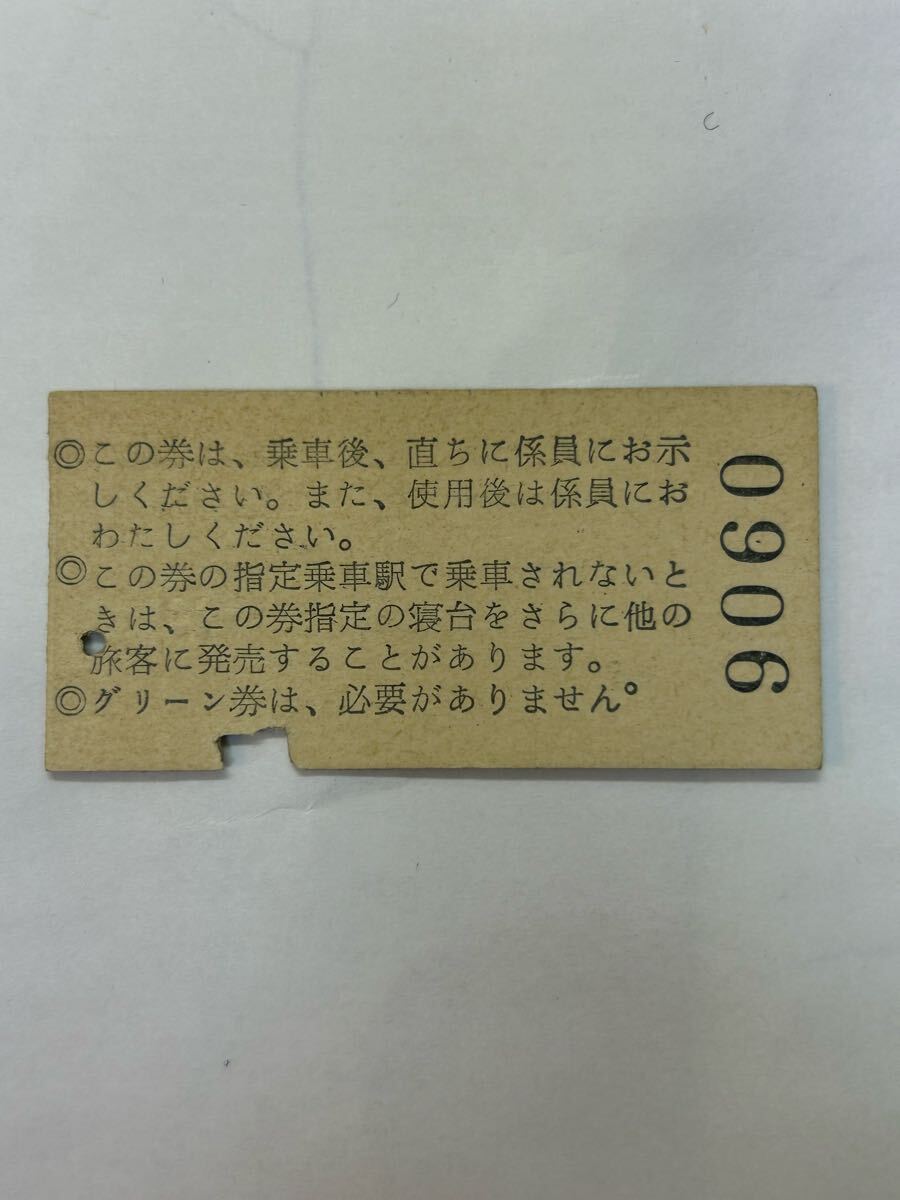 ◎この券は、乗車後、直ちに係員にお示
しください。また、使用後は係員にお
わたしください。
◎この券の指定乗車駅で乗車されないと
きは、この券指定の寝台をさらに他の
旅客に発売することがあります。
◎グリーン券は、必要がありません。
0906